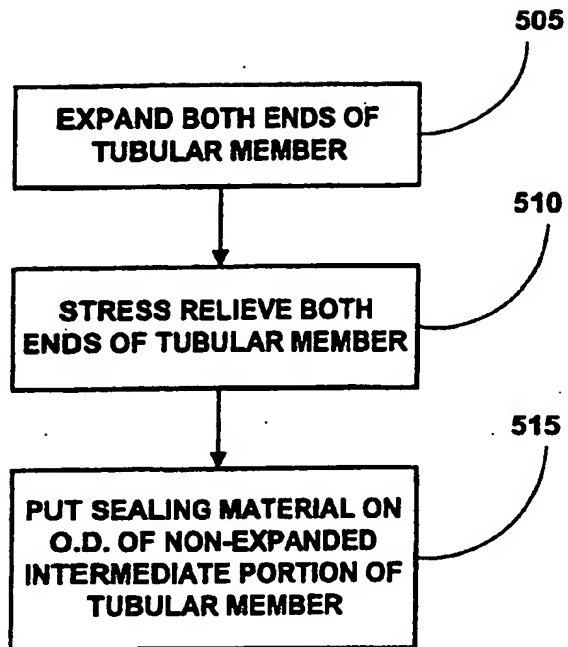 505
EXPAND BOTH ENDS OF
TUBULAR MEMBER
510
STRESS RELIEVE BOTH
ENDS OF TUBULAR MEMBER
515
PUT SEALING MATERIAL ON
O.D. OF NON-EXPANDED
INTERMEDIATE PORTION OF
TUBULAR MEMBER